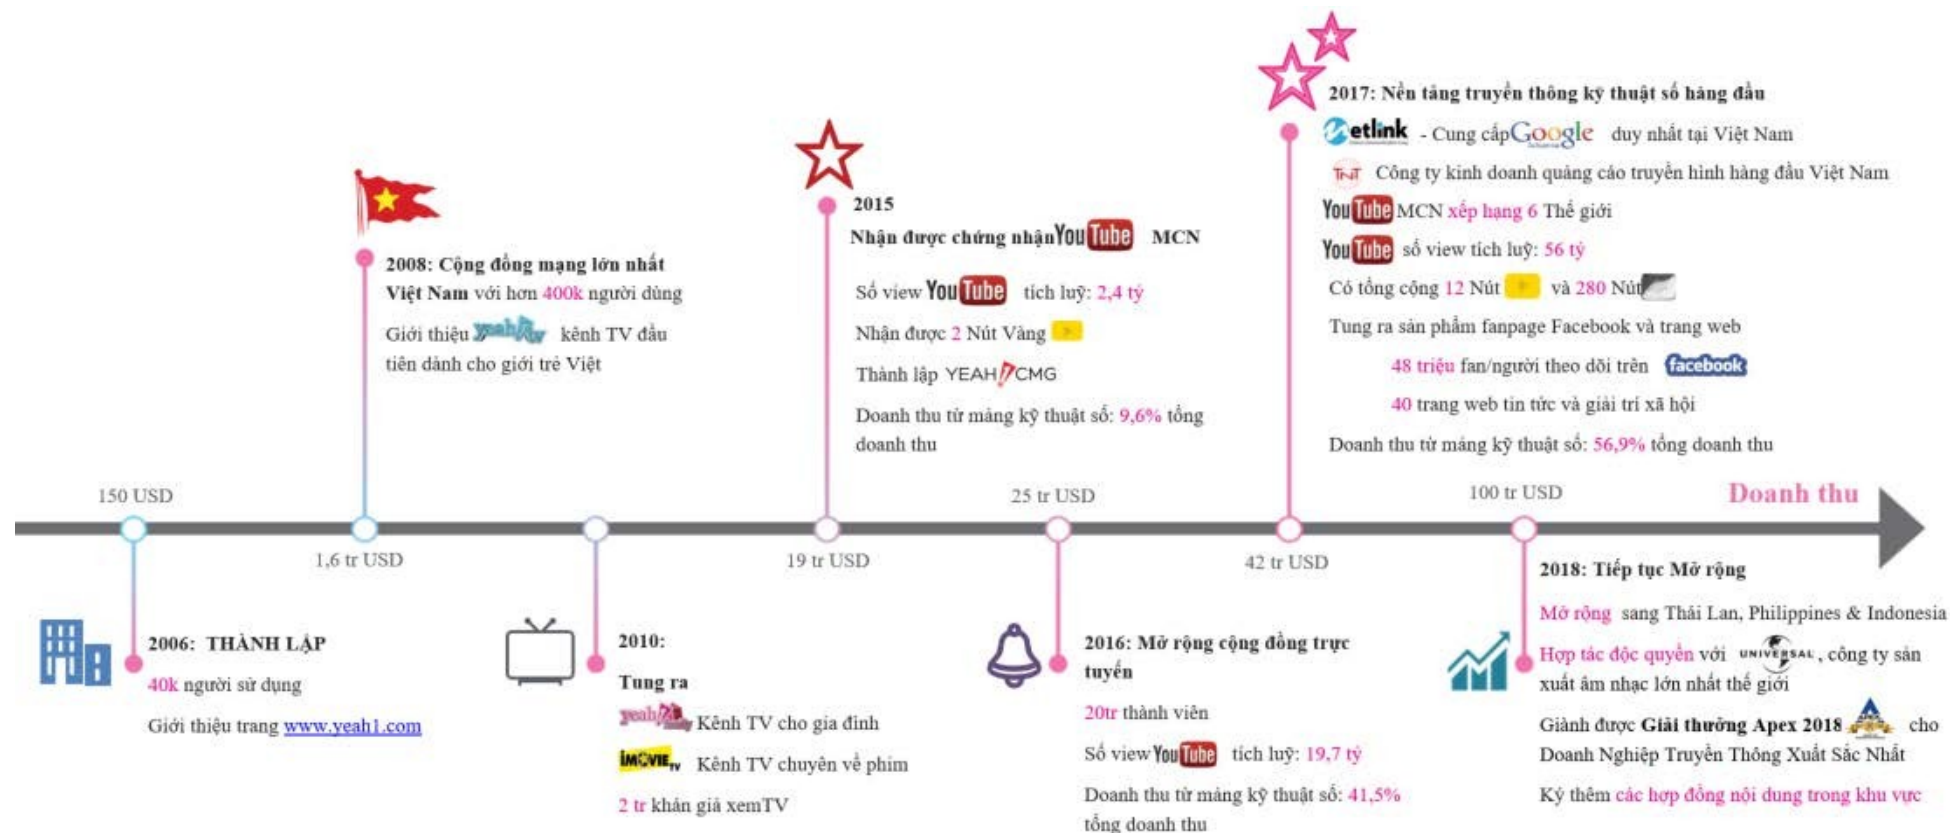 2017: Nền tảng truyền thông kỹ thuật số hàng đầu
netlink - Cung cấp Google duy nhất tại Việt Nam
TNT Công ty kinh doanh quảng cáo truyền hình hàng đầu Việt Nam
YouTube MCN xếp hạng 6 Thế giới
YouTube số view tích luỹ: 56 tỷ
Có tổng cộng 12 Nút và 280 Nút
Tung ra sản phẩm fanpage Facebook và trang web
48 triệu fan/người theo dõi trên facebook
40 trang web tin tức và giải trí xã hội
Doanh thu từ mảng kỹ thuật số: 56,9% tổng doanh thu
2015
Nhận được chứng nhận YouTube MCN
Số view YouTube tích luỹ: 2,4 tỷ
Nhận được 2 Nút Vàng
Thành lập YEAH1 CMG
Doanh thu từ mảng kỹ thuật số: 9,6% tổng
doanh thu
2008: Cộng đồng mạng lớn nhất
Việt Nam với hơn 400k người dùng
Giới thiệu yeah1tv kênh TV đầu
tiên dành cho giới trẻ Việt
150 USD
1,6 tr USD
19 tr USD
25 tr USD
42 tr USD
100 tr USD
Doanh thu
2006: THÀNH LẬP
40k người sử dụng
Giới thiệu trang www.yeah1.com
2010:
Tung ra
yeah1 Kênh TV cho gia đình
iMOVIE TV Kênh TV chuyên về phim
2 tr khán giả xemTV
2016: Mở rộng cộng đồng trực
tuyến
20tr thành viên
Số view YouTube tích luỹ: 19,7 tỷ
Doanh thu từ mảng kỹ thuật số: 41,5%
tổng doanh thu
2018: Tiếp tục Mở rộng
Mở rộng sang Thái Lan, Philippines & Indonesia
Hợp tác độc quyền với UNIVERSAL, công ty sản
xuất âm nhạc lớn nhất thế giới
Giành được Giải thưởng Apex 2018 cho
Doanh Nghiệp Truyền Thông Xuất Sắc Nhất
Ký thêm các hợp đồng nội dung trong khu vực